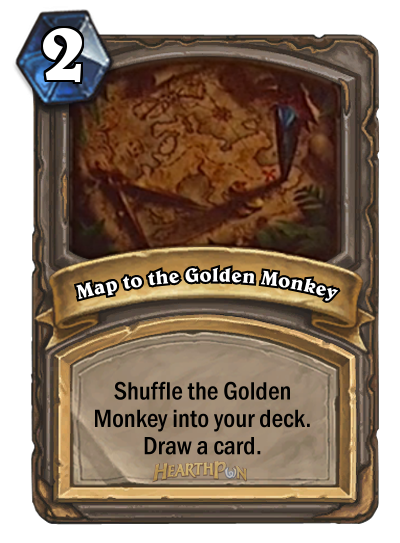 2
Map to the Golden Monkey
Shuffle the Golden
Monkey into your deck.
Draw a card.
HEARTHPWN